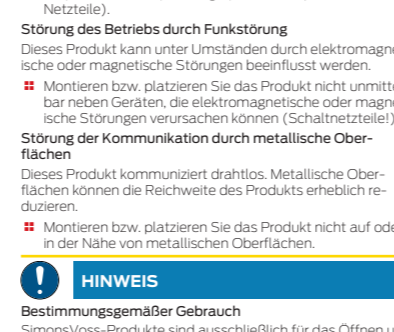 Netzteile).
Störung des Betriebs durch Funkstörung
Dieses Produkt kann unter Umständen durch elektromagne
ische oder magnetische Störungen beeinflusst werden.
Montieren bzw. platzieren Sie das Produkt nicht unmitte
bar neben Geräten, die elektromagnetische oder magne
ische Störungen verursachen können (Schaltnetzteile!)
Störung der Kommunikation durch metallische Ober-
flächen
Dieses Produkt kommuniziert drahtlos. Metallische Ober-
flächen können die Reichweite des Produkts erheblich re-
duzieren.
Montieren bzw. platzieren Sie das Produkt nicht auf ode
in der Nähe von metallischen Oberflächen.
HINWEIS
Bestimmungsgemäßer Gebrauch
SimonsVoss-Produkte sind ausschließlich für das Öffnen u